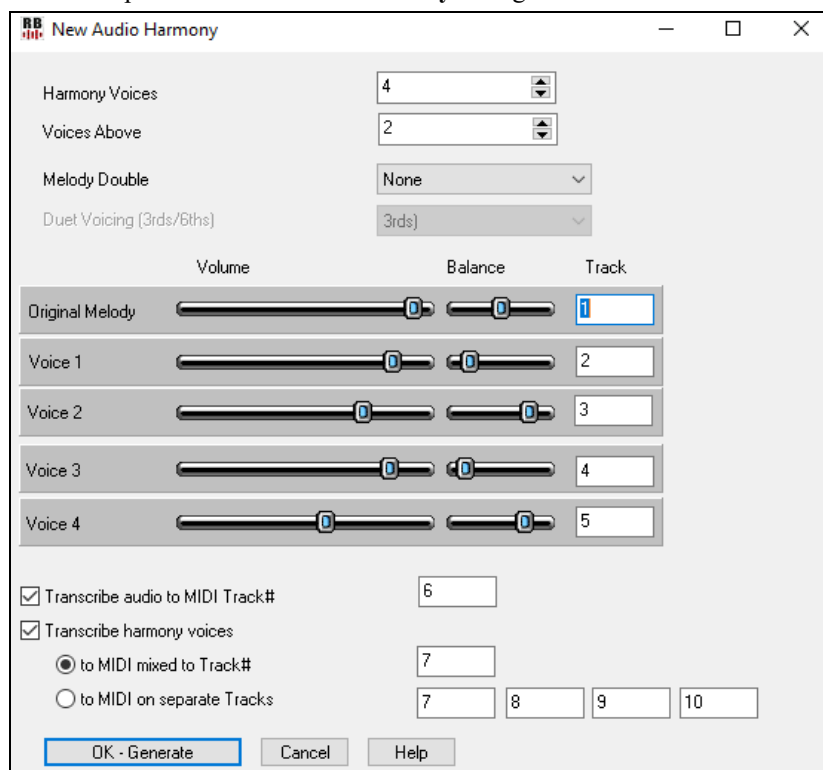 RB New Audio Harmony
Harmony Voices 4
Voices Above 2
Melody Double None
Duet Voicing (3rds/6ths) 3rds)
Volume Balance Track
Original Melody 1
Voice 1 2
Voice 2 3
Voice 3 4
Voice 4 5
Transcribe audio to MIDI Track# 6
Transcribe harmony voices
to MIDI mixed to Track# 7
to MIDI on separate Tracks 7 8 9 10
OK - Generate Cancel Help